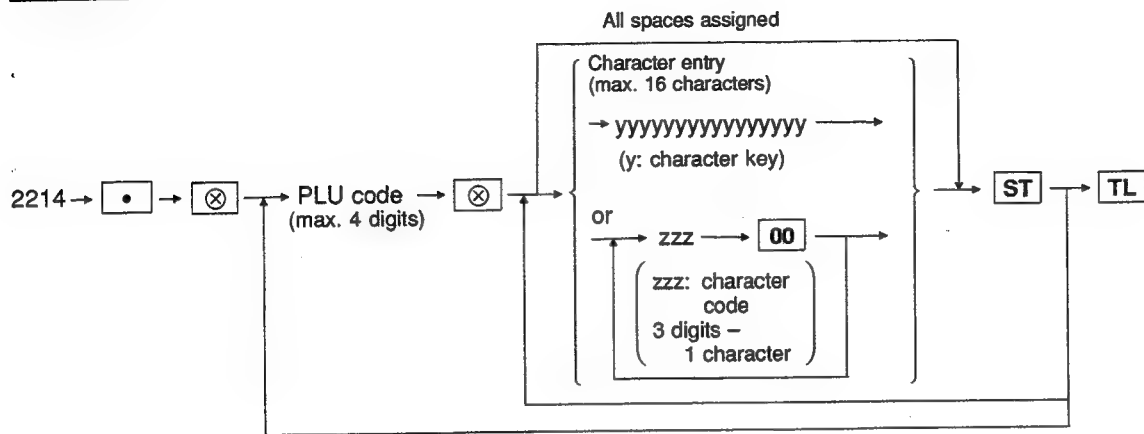 All spaces assigned
Character entry
(max. 16 characters)
yyyyyyyyyyyyyyyy
(y: character key)
2214 • ⊗ PLU code ⊗ ST TL
(max. 4 digits)
or
zzz 00
zzz: character
code
3 digits –
1 character